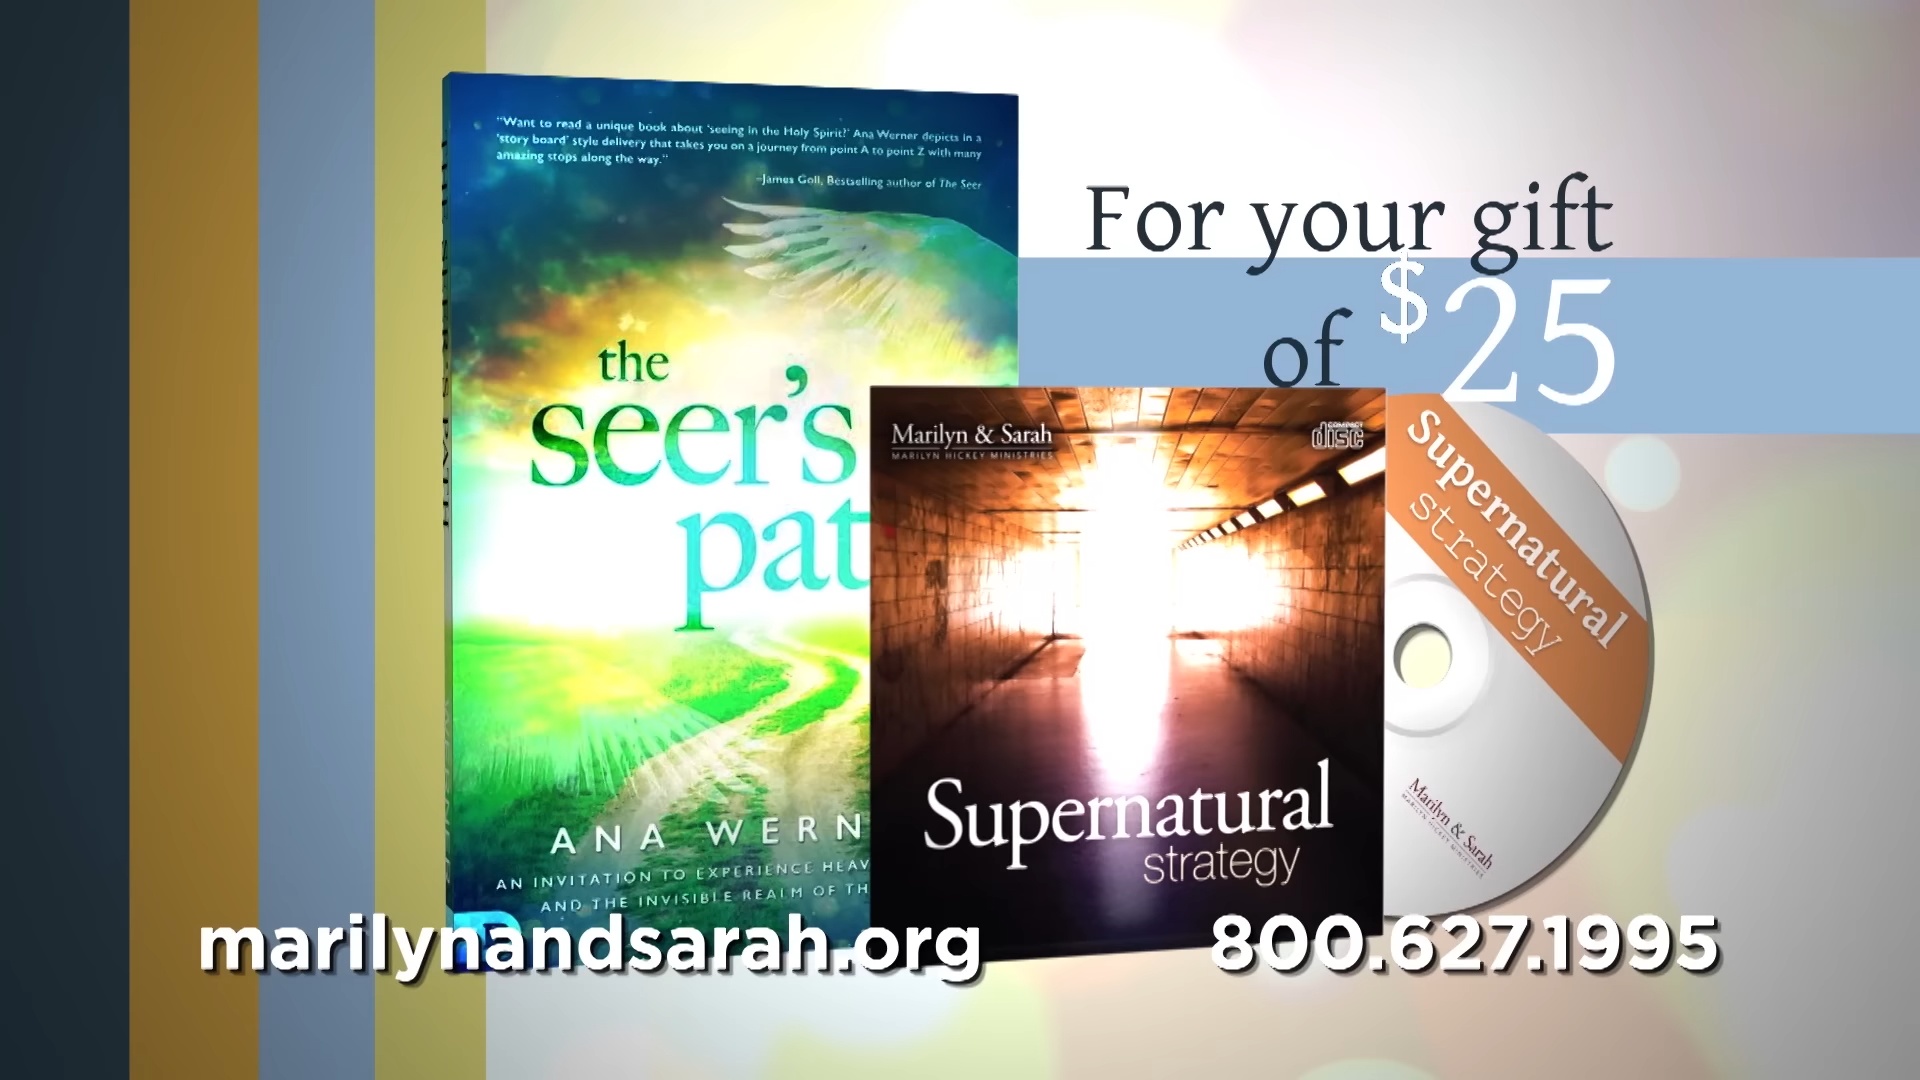 "Want to read a unique book about 'seeing in the Holy Spirit?' Ana Werner depicts in a
'story board' style delivery that takes you on a journey from point A to point Z with many
amazing stops along the way."
–James Goll, Bestselling author of The Seer
the
seer's
pat
ANA WERN
AN INVITATION TO EXPERIENCE HEAV
AND THE INVISIBLE REALM OF TH
For your gift
of $25
Marilyn & Sarah
MARILYN HICKEY MINISTRIES
COMPACT
disc
Supernatural
strategy
Supernatural
strategy
Marilyn & Sarah
MARILYN HICKEY MINISTRIES
marilynandsarah.org
800.627.1995